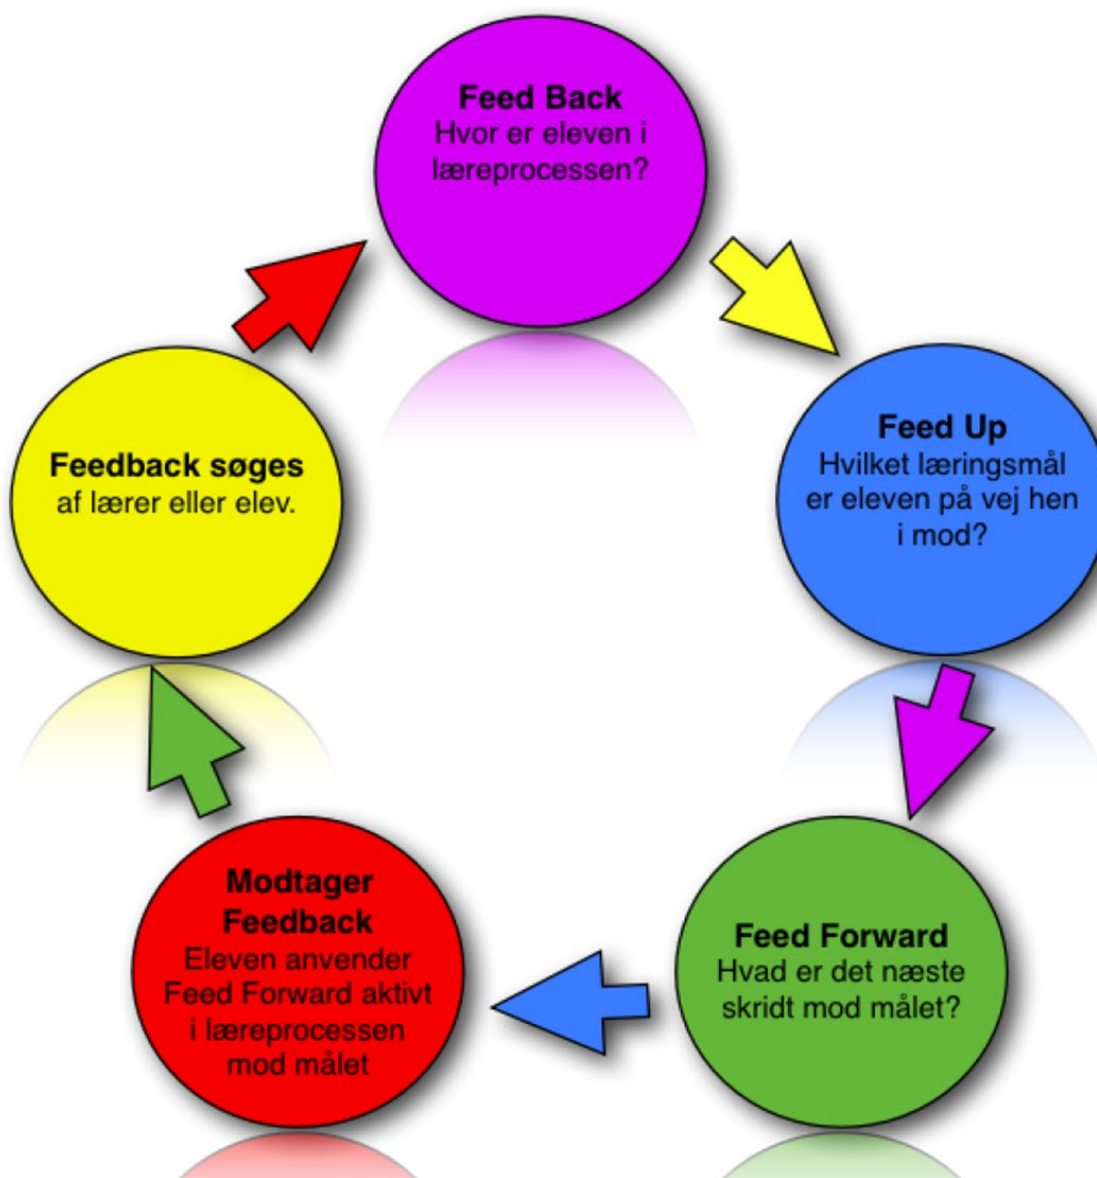 Feed Back
Hvor er eleven i
læreprocessen?
Feed Up
Hvilket læringsmål
er eleven på vej hen
i mod?
Feed Forward
Hvad er det næste
skridt mod målet?
Modtager
Feedback
Eleven anvender
Feed Forward aktivt
i læreprocessen
mod målet
Feedback søges
af lærer eller elev.